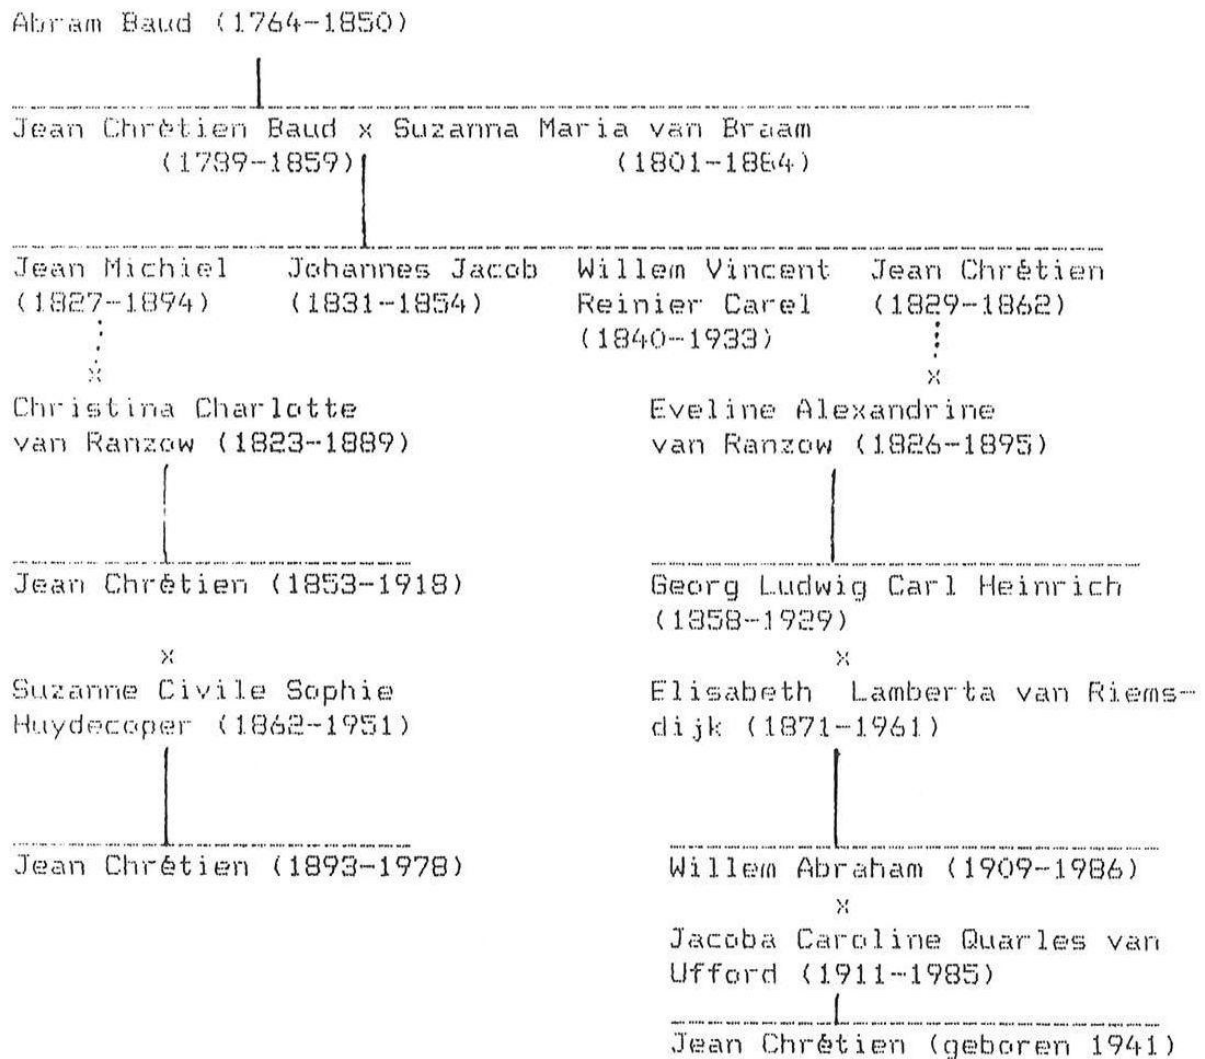 Abram Baud (1764-1850)
Jean Chrétien Baud x Suzanna Maria van Braam
(1789-1859) (1801-1884)
Jean Michiel Johannes Jacob Willem Vincent Jean Chrétien
(1827-1894) (1831-1854) Reinier Carel (1829-1862)
(1840-1933)
x x
Christina Charlotte Eveline Alexandrine
van Ranzow (1823-1889) van Ranzow (1826-1895)
Jean Chrétien (1853-1918) Georg Ludwig Carl Heinrich
(1858-1929)
x x
Suzanne Civile Sophie Elisabeth Lamberta van Riems-
Huydecoper (1862-1951) dijk (1871-1961)
Jean Chrétien (1893-1978) Willem Abraham (1909-1986)
x
Jacoba Caroline Quarles van
Ufford (1911-1985)
Jean Chrétien (geboren 1941)